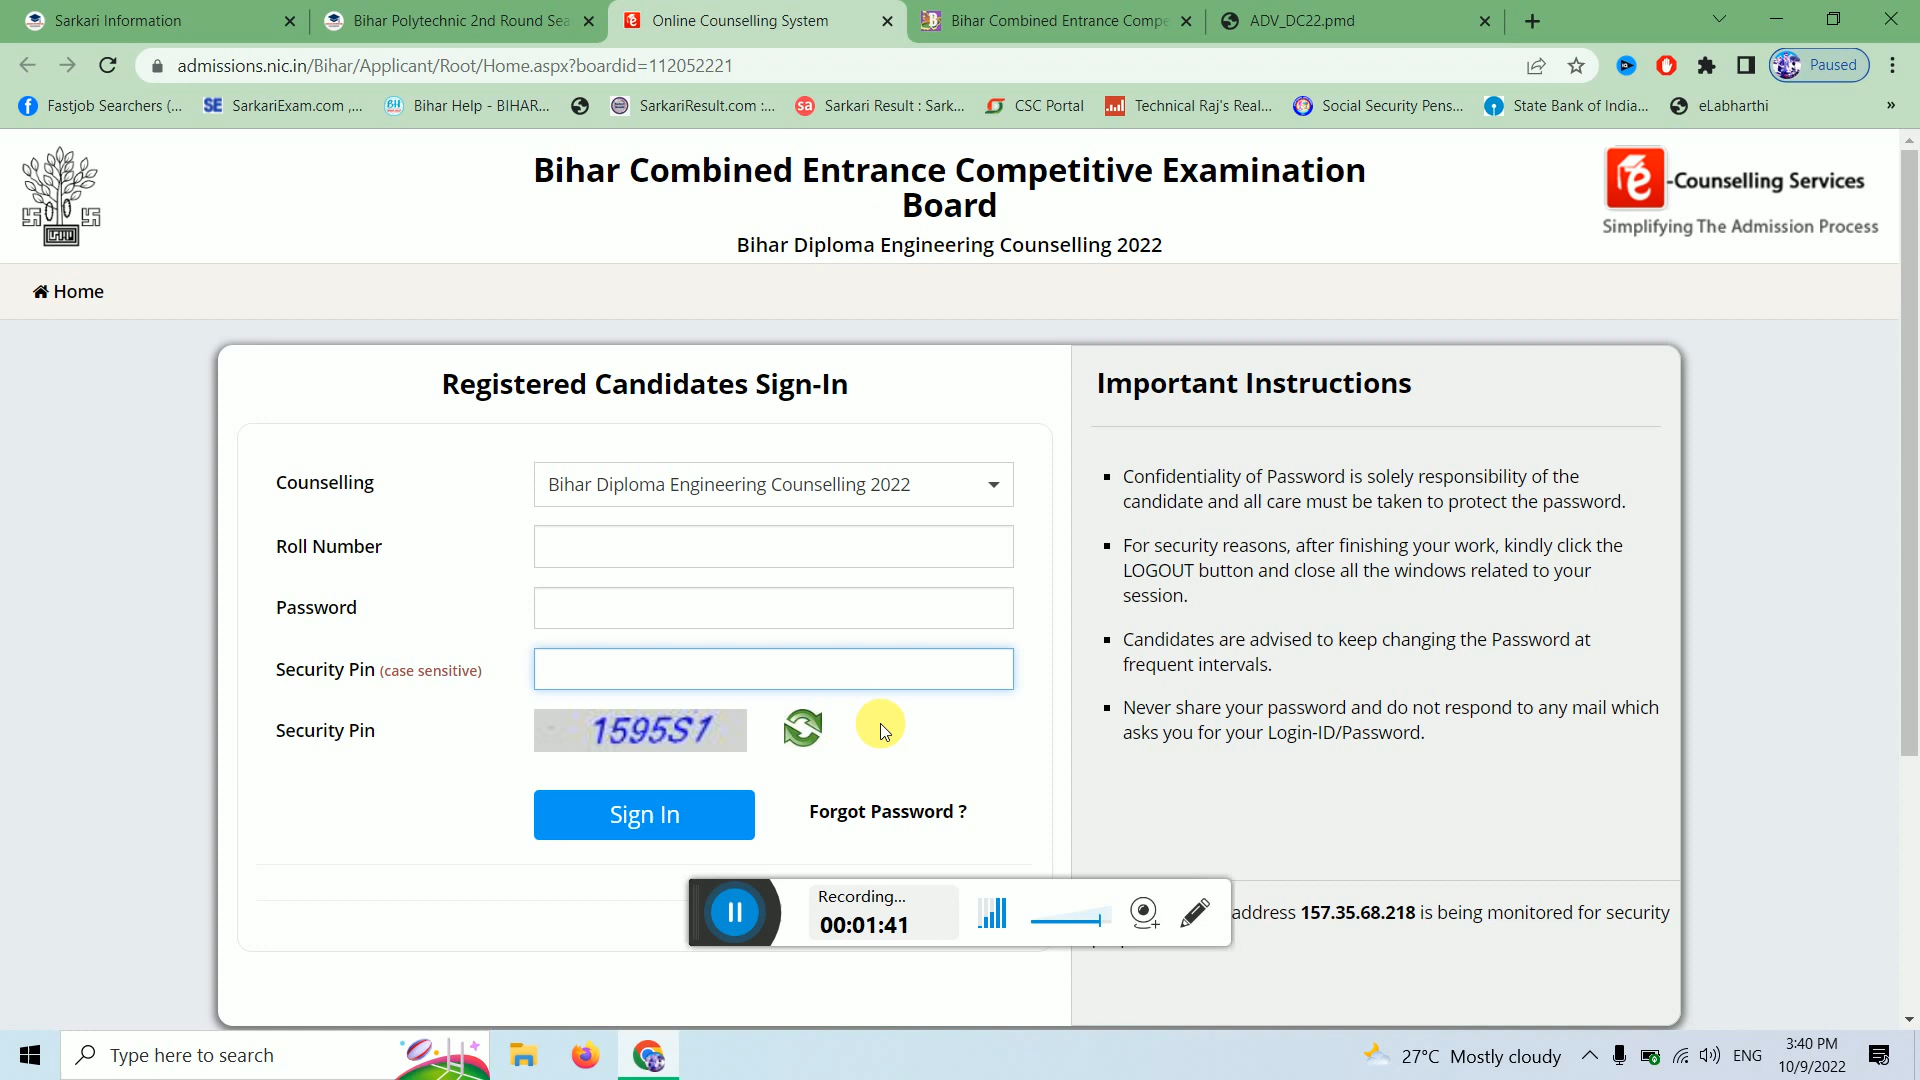 Sarkari Information
Bihar Polytechnic 2nd Round Sea
Online Counselling System
Bihar Combined Entrance Compe
ADV_DC22.pmd
admissions.nic.in/Bihar/Applicant/Root/Home.aspx?boardid=112052221
Paused
Fastjob Searchers (...
SarkariExam.com ,...
Bihar Help - BIHAR...
SarkariResult.com :...
Sarkari Result : Sark...
CSC Portal
Technical Raj's Real...
Social Security Pens...
State Bank of India...
eLabharthi
»
Bihar Combined Entrance Competitive Examination
Board
Bihar Diploma Engineering Counselling 2022
e-Counselling Services
Simplifying The Admission Process
Home
Registered Candidates Sign-In
Counselling
Bihar Diploma Engineering Counselling 2022
Roll Number
Password
Security Pin (case sensitive)
Security Pin
1595S1
Sign In
Forgot Password ?
Important Instructions
Confidentiality of Password is solely responsibility of the
candidate and all care must be taken to protect the password.
For security reasons, after finishing your work, kindly click the
LOGOUT button and close all the windows related to your
session.
Candidates are advised to keep changing the Password at
frequent intervals.
Never share your password and do not respond to any mail which
asks you for your Login-ID/Password.
address 157.35.68.218 is being monitored for security
Recording...
00:01:41
Type here to search
27°C Mostly cloudy
ENG
3:40 PM
10/9/2022